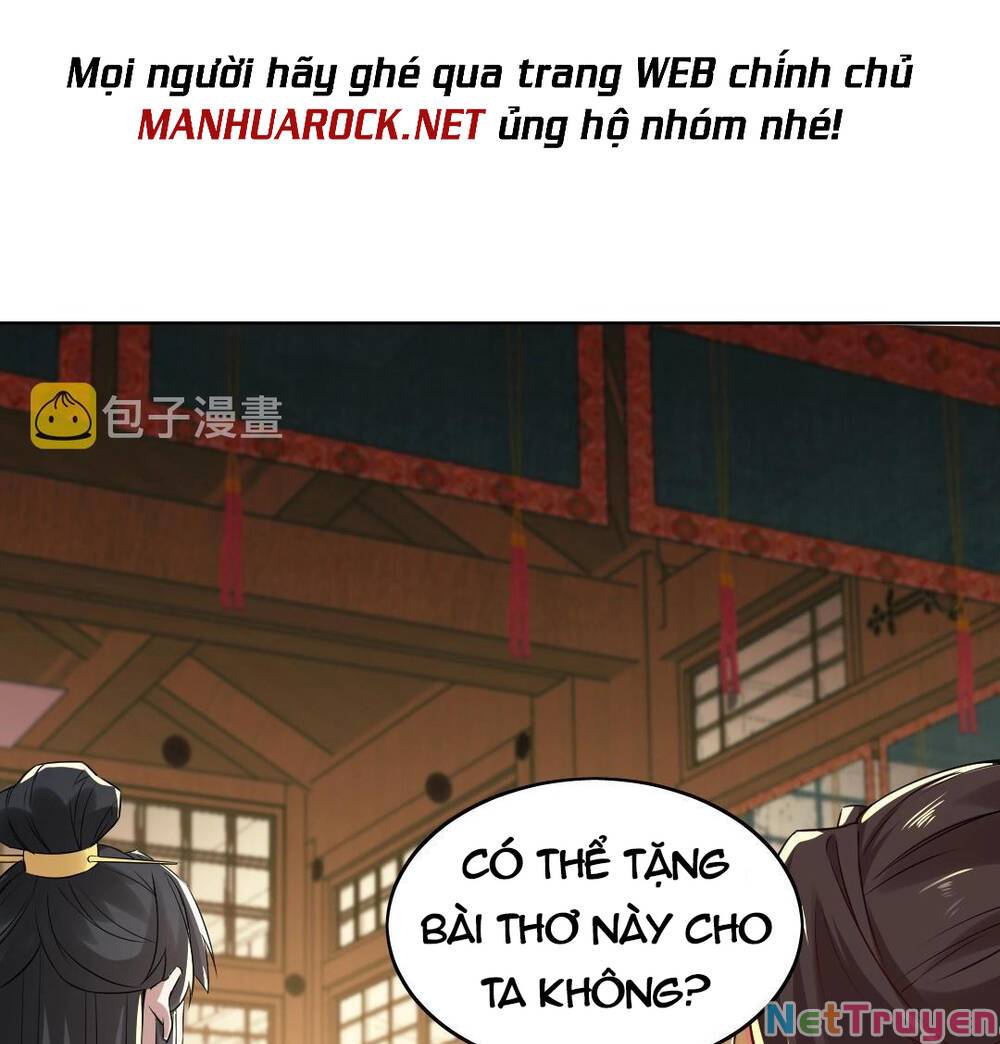 Mọi người hãy ghé qua trang WEB chính chủ
MANHUAROCK.NET ủng hộ nhóm nhé!
包子漫畫
CÓ THỂ TẶNG
BÀI THƠ NÀY CHO
TA KHÔNG?
NetTruyen